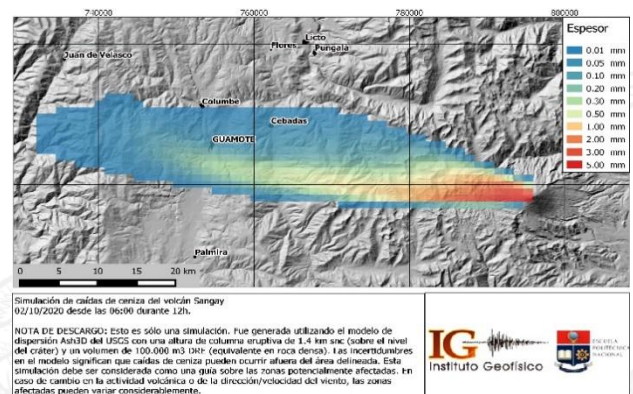 740000 760000 780000 800000
Espesor
0.01 mm
0.05 mm
0.10 mm
0.20 mm
0.30 mm
0.50 mm
1.00 mm
2.00 mm
3.00 mm
5.00 mm
Licto
Flores
Pungala
Juan de Velasco
Columbe
Cebadas
GUAMOTE
Palmira
0 5 10 15 20 km
Simulación de caídas de ceniza del volcán Sangay
02/10/2020 desde las 06:00 durante 12h.
NOTA DE DESCARGO: Esto es sólo una simulación. Fue generada utilizando el modelo de
dispersión Ash3D del USGS con una altura de columna eruptiva de 1.4 km snc (sobre el nivel
del cráter) y un volumen de 100.000 m3 DRE (equivalente en roca densa). Las incertidumbres
en el modelo significan que caídas de ceniza pueden ocurrir afuera del área delineada. Esta
simulación debe ser considerada como una guía sobre las zonas potencialmente afectadas. En
caso de cambio en la actividad volcánica o de la dirección/velocidad del viento, las zonas
afectadas pueden variar considerablemente.
IG
Instituto Geofísico
ESCUELA
POLITÉCNICA
NACIONAL